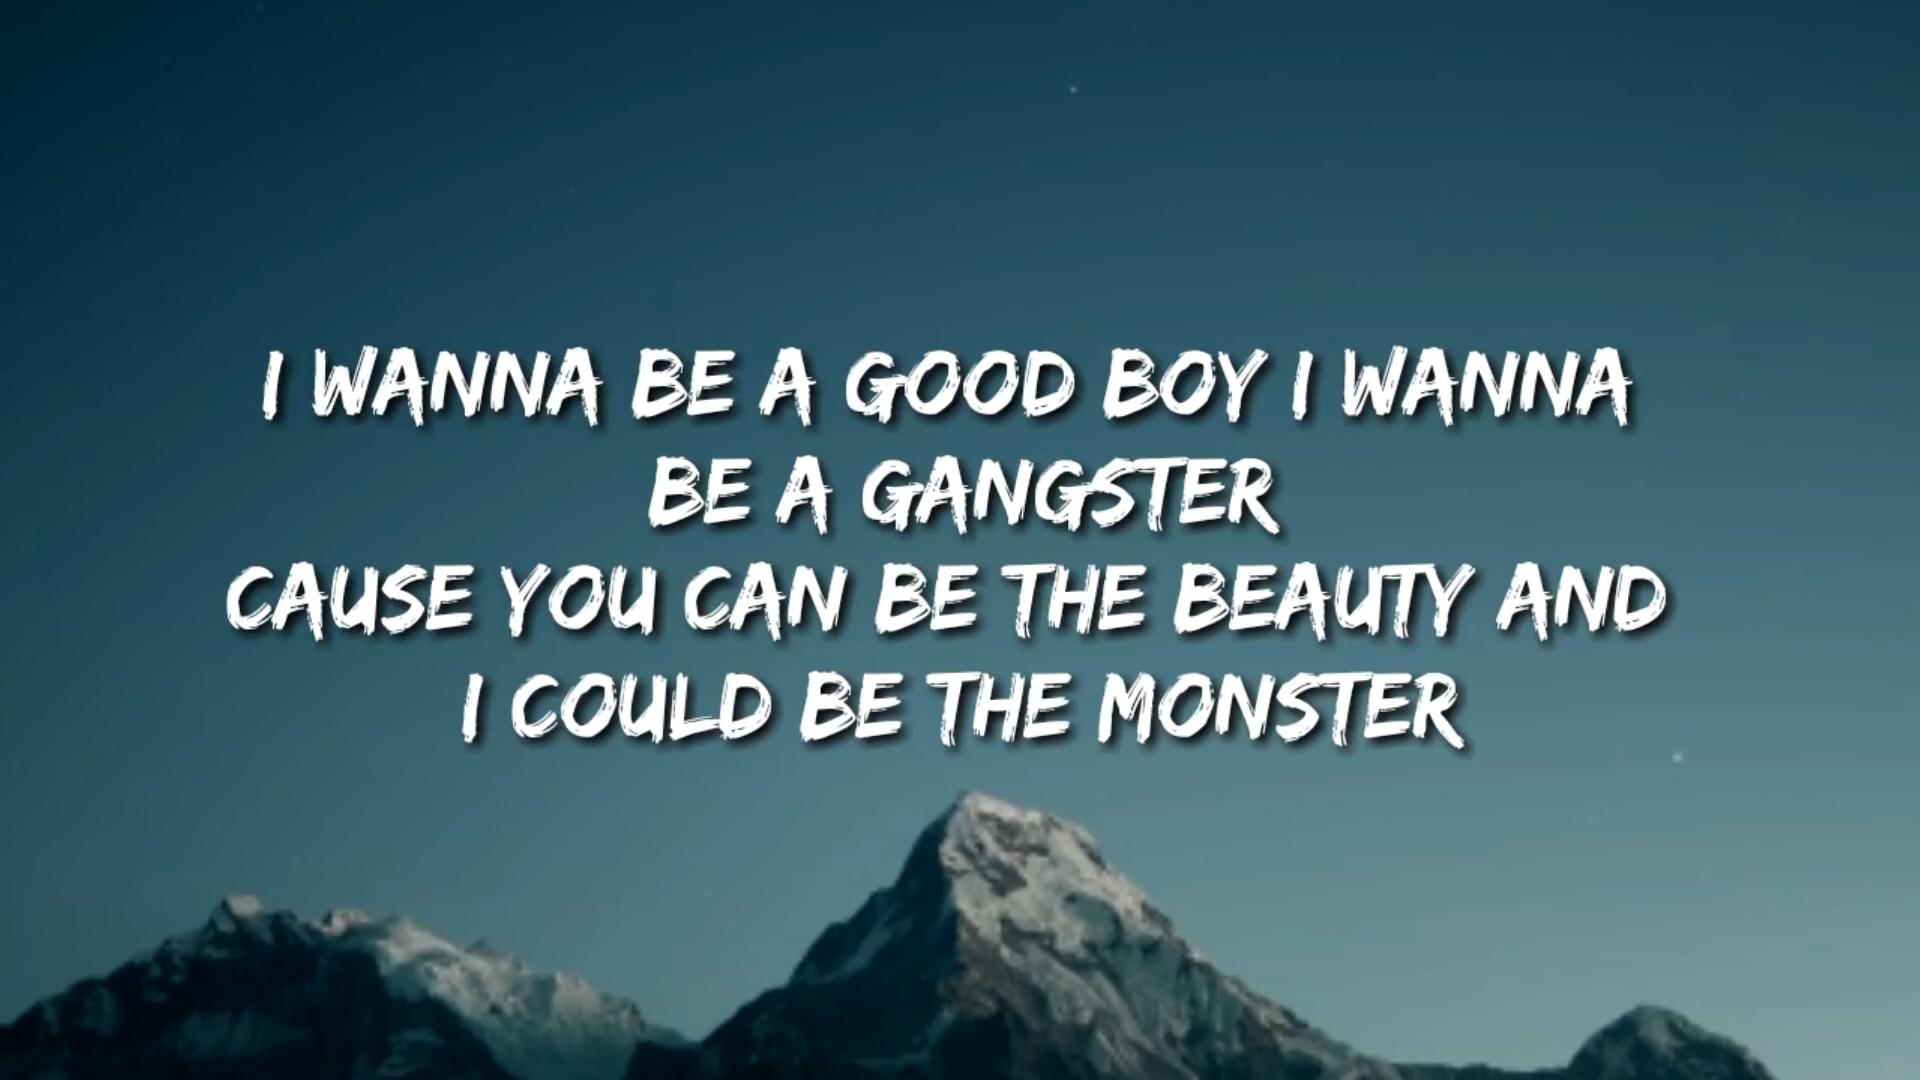 I WANNA BE A GOOD BOY I WANNA
BE A GANGSTER
CAUSE YOU CAN BE THE BEAUTY AND
I COULD BE THE MONSTER